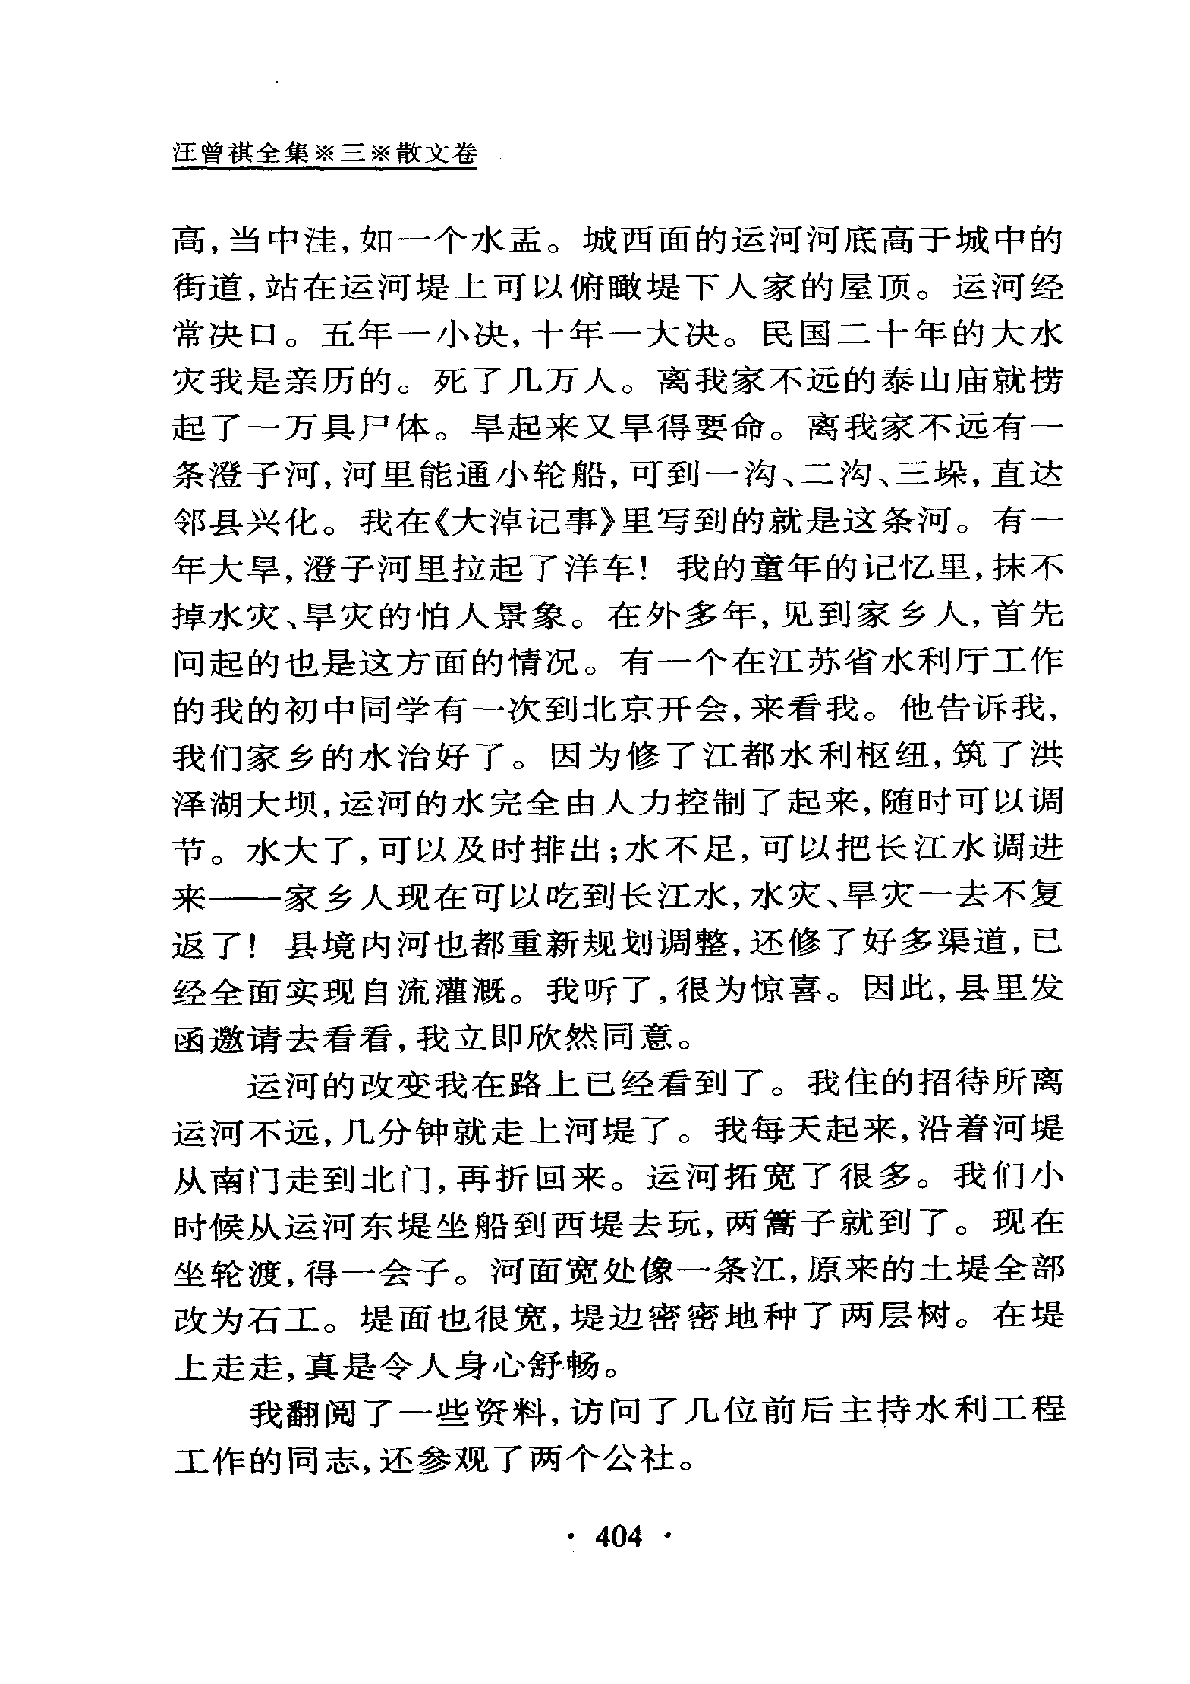 汪曾祺全集※三※散文卷
高,当中洼,如一个水盂。城西面的运河河底高于城中的
街道,站在运河堤上可以俯瞰堤下人家的屋顶。运河经
常决口。五年一小决,十年一大决。民国二十年的大水
灾我是亲历的。死了几万人。离我家不远的泰山庙就捞
起了一万具尸体。旱起来又旱得要命。离我家不远有一
条澄子河,河里能通小轮船,可到一沟、二沟、三垛,直达
邻县兴化。我在《大淖记事》里写到的就是这条河。有一
年大旱,澄子河里拉起了洋车!我的童年的记忆里,抹不
掉水灾、旱灾的怕人景象。在外多年,见到家乡人,首先
问起的也是这方面的情况。有一个在江苏省水利厅工作
的我的初中同学有一次到北京开会,来看我。他告诉我,
我们家乡的水治好了。因为修了江都水利枢纽,筑了洪
泽湖大坝,运河的水完全由人力控制了起来,随时可以调
节。水大了,可以及时排出;水不足,可以把长江水调进
来——家乡人现在可以吃到长江水,水灾、旱灾一去不复
返了!县境内河也都重新规划调整,还修了好多渠道,已
经全面实现自流灌溉。我听了,很为惊喜。因此,县里发
函邀请去看看,我立即欣然同意。
运河的改变我在路上已经看到了。我住的招待所离
运河不远,几分钟就走上河堤了。我每天起来,沿着河堤
从南门走到北门,再折回来。运河拓宽了很多。我们小
时候从运河东堤坐船到西堤去玩,两篙子就到了。现在
坐轮渡,得一会子。河面宽处像一条江,原来的土堤全部
改为石工。堤面也很宽,堤边密密地种了两层树。在堤
上走走,真是令人身心舒畅。
我翻阅了一些资料,访问了几位前后主持水利工程
工作的同志,还参观了两个公社。
· 404 ·